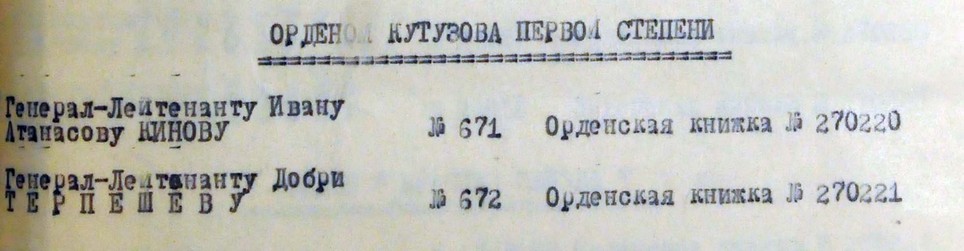 ОРДЕНОМ КУТУЗОВА ПЕРВОЙ СТЕПЕНИ
Генерал-Лейтенанту Ивану
Атанасову КИНОВУ № 671 Орденская книжка № 270220
Генерал-Лейтенанту Добри
Т Е Р П Е Ш Е В У № 672 Орденская книжка № 270221